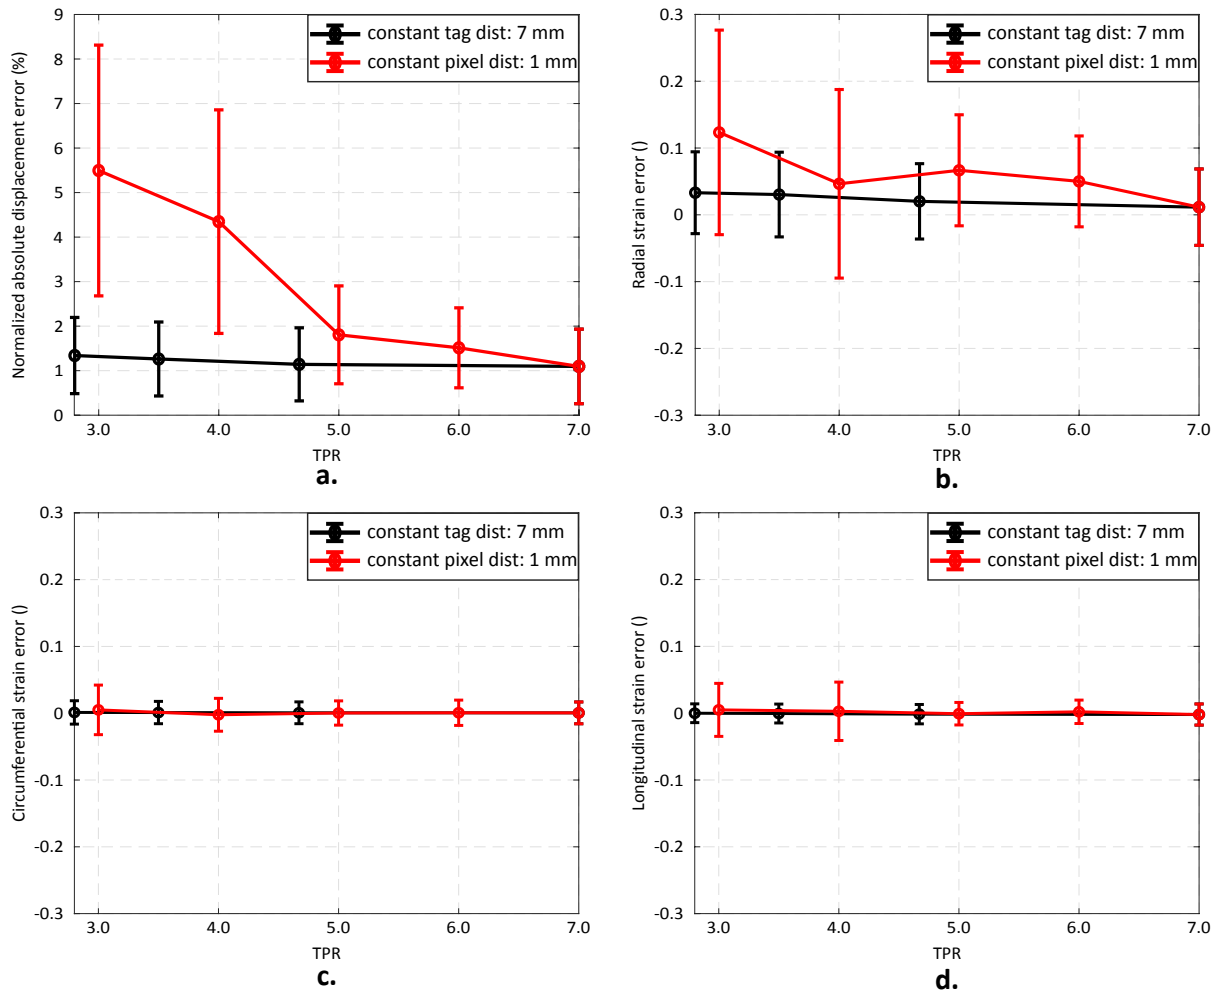 9
8
7
6
5
4
3
2
1
0
Normalized absolute displacement error (%)
constant tag dist: 7 mm
constant pixel dist: 1 mm
3.0 4.0 5.0 6.0 7.0
TPR
a.
0.3
0.2
0.1
0
-0.1
-0.2
-0.3
Radial strain error ()
constant tag dist: 7 mm
constant pixel dist: 1 mm
3.0 4.0 5.0 6.0 7.0
TPR
b.
0.3
0.2
0.1
0
-0.1
-0.2
-0.3
Circumferential strain error ()
constant tag dist: 7 mm
constant pixel dist: 1 mm
3.0 4.0 5.0 6.0 7.0
TPR
c.
0.3
0.2
0.1
0
-0.1
-0.2
-0.3
Longitudinal strain error ()
constant tag dist: 7 mm
constant pixel dist: 1 mm
3.0 4.0 5.0 6.0 7.0
TPR
d.